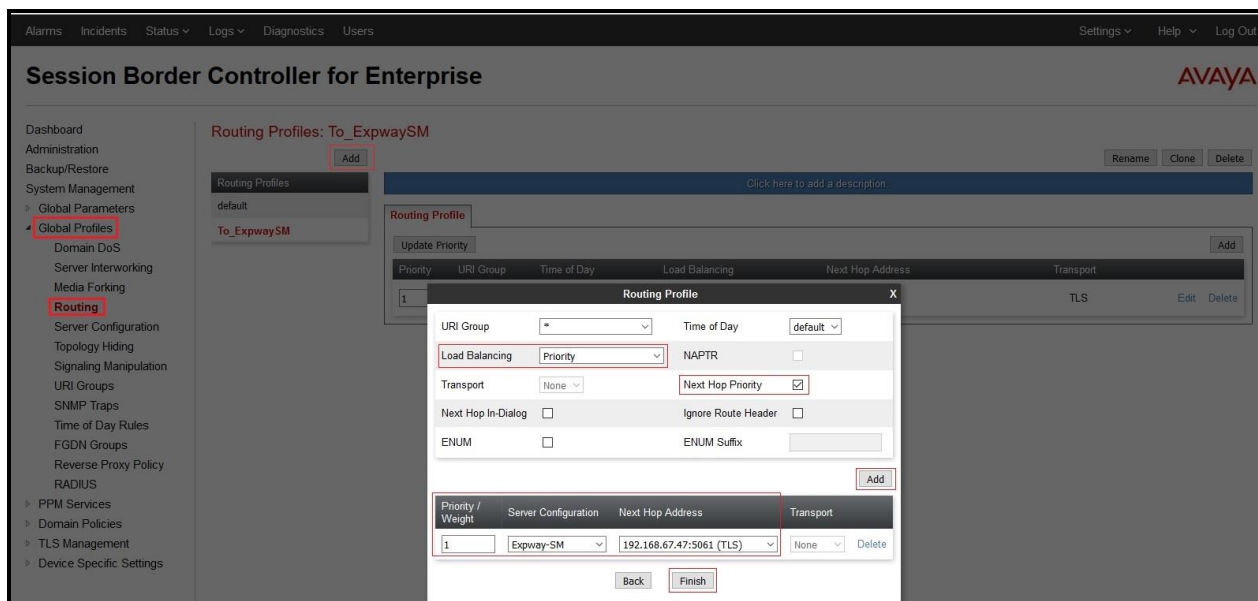 Alarms Incidents Status Logs Diagnostics Users Settings Help Log Out
Session Border Controller for Enterprise AVAYA
Dashboard
Administration
Backup/Restore
System Management
Global Parameters
Global Profiles
Domain DoS
Server Interworking
Media Forking
Routing
Server Configuration
Topology Hiding
Signaling Manipulation
URI Groups
SNMP Traps
Time of Day Rules
FGDN Groups
Reverse Proxy Policy
RADIUS
PPM Services
Domain Policies
TLS Management
Device Specific Settings
Routing Profiles: To_ExpwaySM
Add Rename Clone Delete
Routing Profiles
default
To_ExpwaySM
Click here to add a description.
Routing Profile
Update Priority Add
Priority URI Group Time of Day Load Balancing Next Hop Address Transport
1 TLS Edit Delete
Routing Profile X
URI Group * Time of Day default
Load Balancing Priority NAPTR
Transport None Next Hop Priority
Next Hop In-Dialog Ignore Route Header
ENUM ENUM Suffix
Add
Priority / Weight Server Configuration Next Hop Address Transport
1 Expway-SM 192.168.67.47:5061 (TLS) None Delete
Back Finish